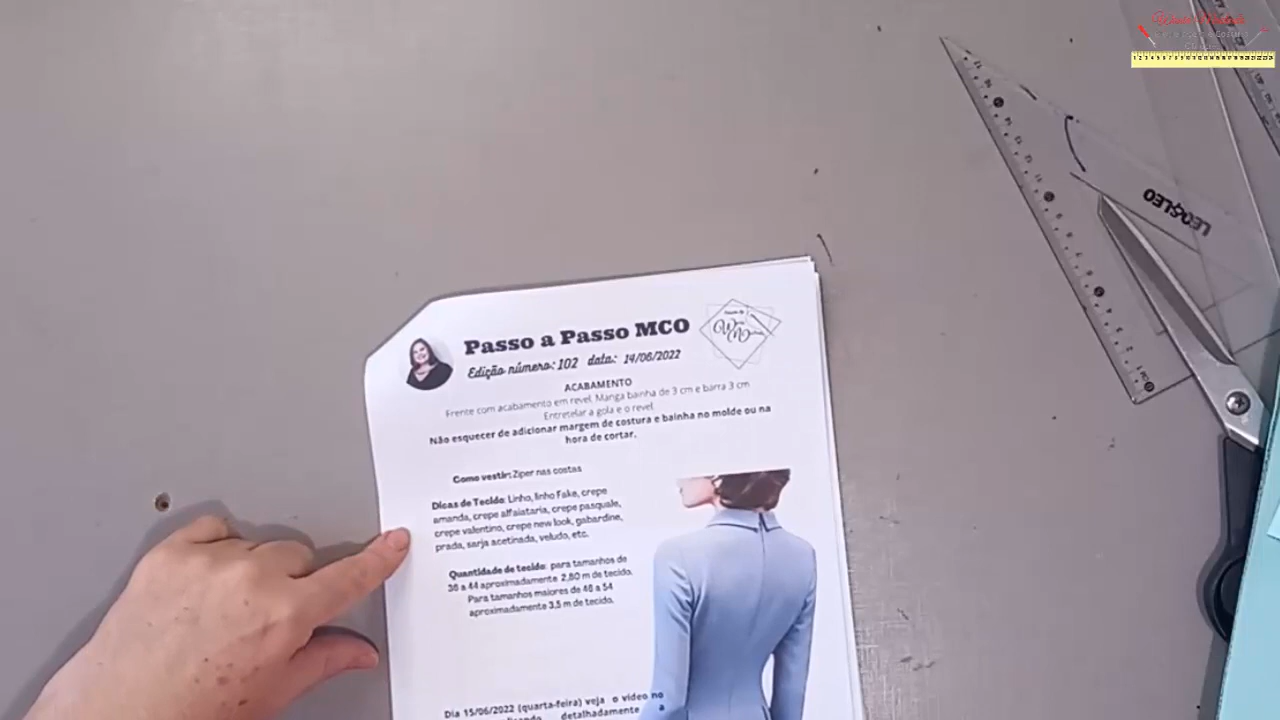 Passo a Passo MCO
Edição número: 102 data: 14/06/2022
ACABAMENTO
Frente com acabamento em revel. Manga bainha de 3 cm e barra 3 cm
Entretelar a gola e o revel
Não esquecer de adicionar margem de costura e bainha no molde ou na
hora de cortar.
Como vestir: Ziper nas costas
Dicas de Tecido: Linho, linho Fake, crepe
amanda, crepe alfaiataria, crepe pasquale,
crepe valentino, crepe new look, gabardine,
prada, sarja acetinada, veludo, etc.
Quantidade de tecido: para tamanhos de
36 a 44 aproximadamente 2,80 m de tecido.
Para tamanhos maiores de 46 a 54
aproximadamente 3,5 m de tecido.
Dia 15/06/2022 (quarta-feira) veja o vídeo no
detalhadamente a
LEO&LEO